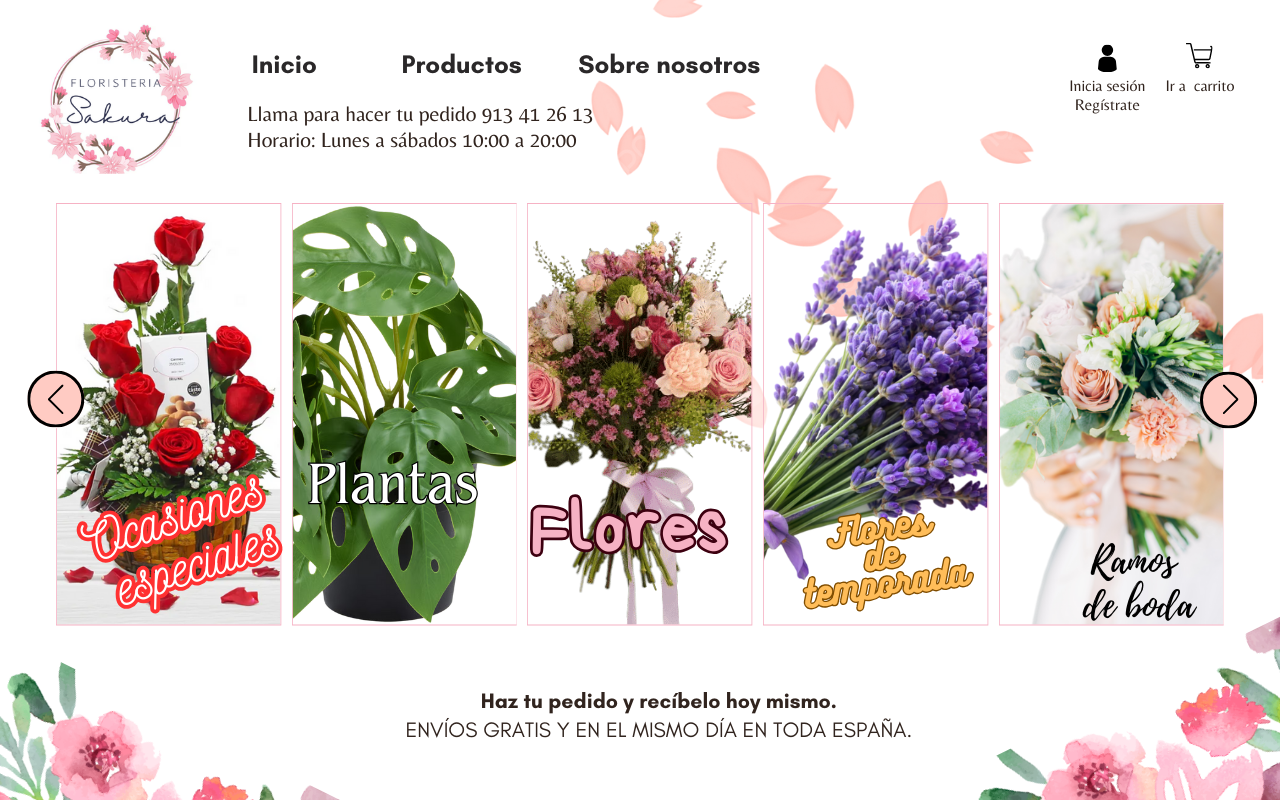 FLORISTERIA
Sakura
Inicio
Productos
Sobre nosotros
Llama para hacer tu pedido 913 41 26 13
Horario: Lunes a sábados 10:00 a 20:00
Inicia sesión
Regístrate
Ir a carrito
Ocasiones
especiales
Plantas
Flores
Flores
de
temporada
Ramos
de boda
Haz tu pedido y recíbelo hoy mismo.
ENVÍOS GRATIS Y EN EL MISMO DÍA EN TODA ESPAÑA.